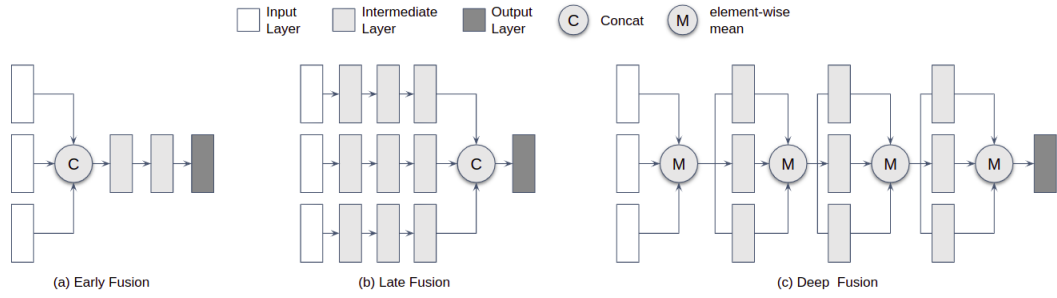 Input
Layer
Intermediate
Layer
Output
Layer
C
Concat
M
element-wise
mean
C
C
M
M
M
M
(a) Early Fusion
(b) Late Fusion
(c) Deep Fusion